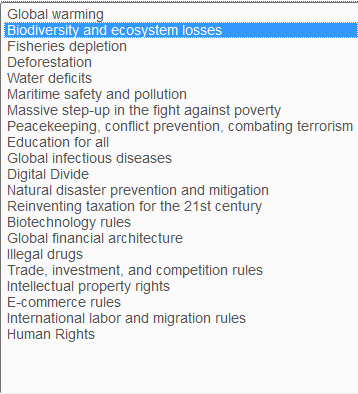 Global warming
Biodiversity and ecosystem losses
Fisheries depletion
Deforestation
Water deficits
Maritime safety and pollution
Massive step-up in the fight against poverty
Peacekeeping, conflict prevention, combating terrorism
Education for all
Global infectious diseases
Digital Divide
Natural disaster prevention and mitigation
Reinventing taxation for the 21st century
Biotechnology rules
Global financial architecture
Illegal drugs
Trade, investment, and competition rules
Intellectual property rights
E-commerce rules
International labor and migration rules
Human Rights